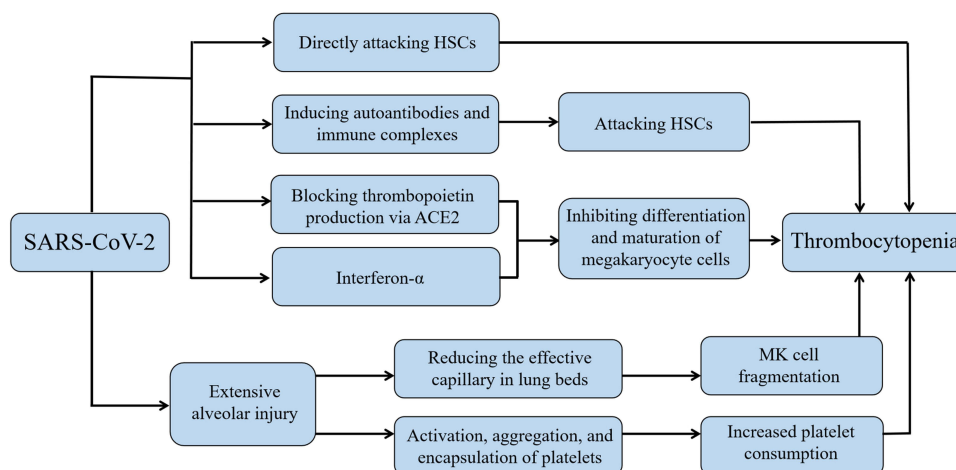 Directly attacking HSCs
Inducing autoantibodies and
immune complexes
Attacking HSCs
Blocking thrombopoietin
production via ACE2
Inhibiting differentiation
and maturation of
megakaryocyte cells
SARS-CoV-2
Thrombocytopenia
Interferon-α
Reducing the effective
capillary in lung beds
MK cell
fragmentation
Extensive
alveolar injury
Activation, aggregation, and
encapsulation of platelets
Increased platelet
consumption